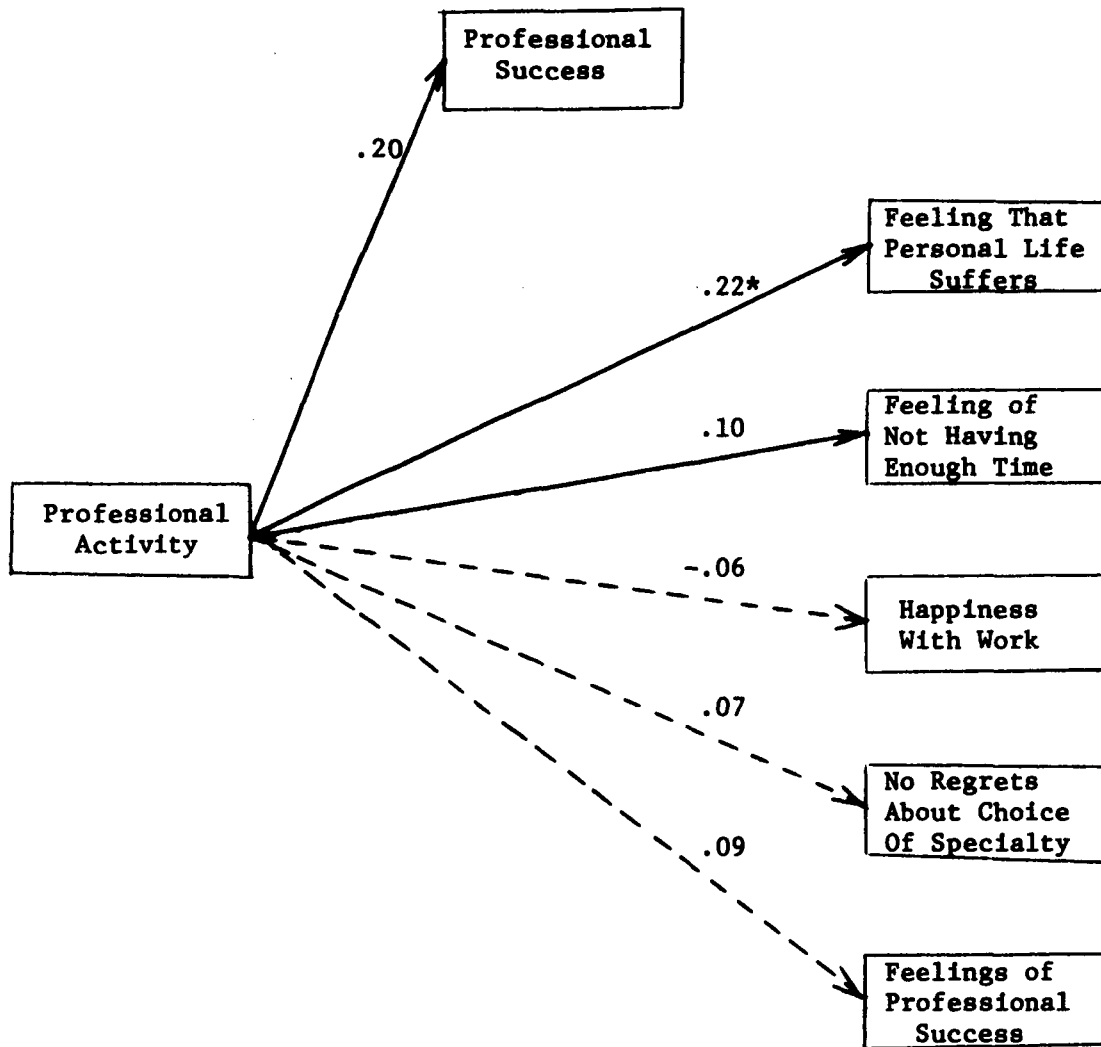 Professional
Success
.20
Feeling That
Personal Life
Suffers
.22*
Feeling of
Not Having
Enough Time
.10
Professional
Activity
-.06
Happiness
With Work
.07
No Regrets
About Choice
Of Specialty
.09
Feelings of
Professional
Success